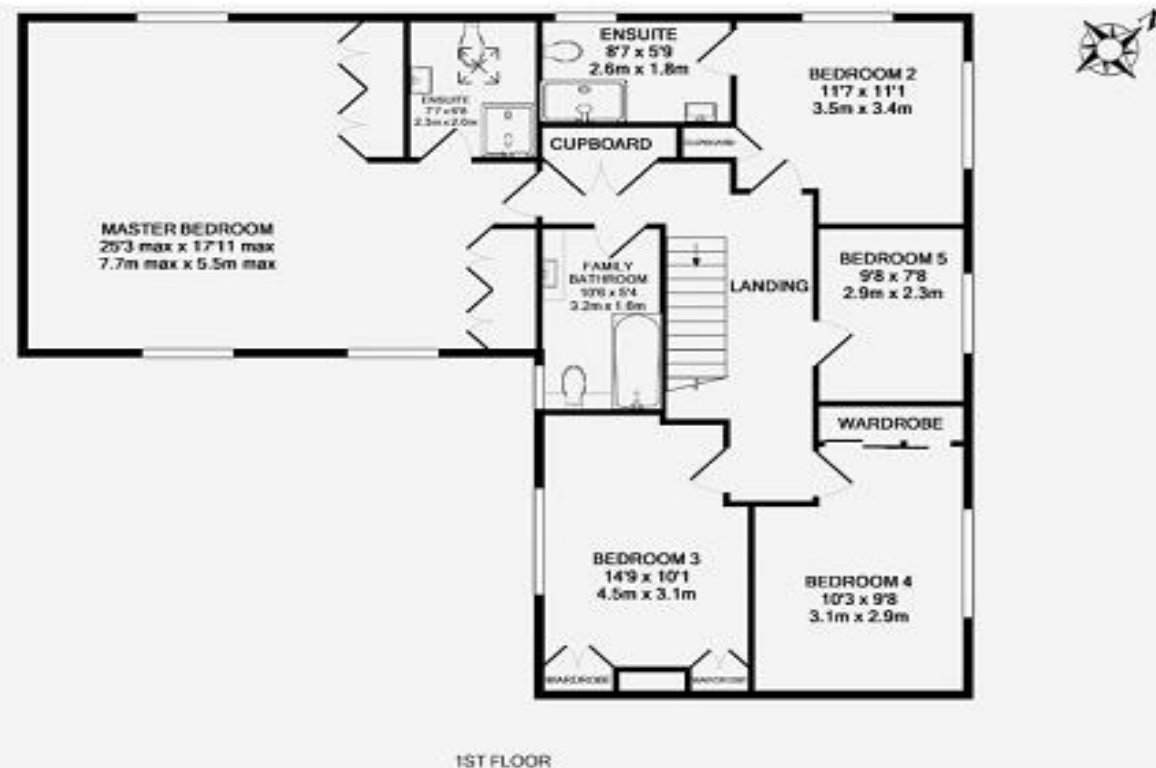 ENSUITE
8'7 x 5'9
2.6m x 1.8m
BEDROOM 2
11'7 x 11'1
3.5m x 3.4m
ENSUITE
2.3m x 2.0m
CUPBOARD
CUPBOARD
MASTER BEDROOM
25'3 max x 17'11 max
7.7m max x 5.5m max
FAMILY
BATHROOM
10'6 x 5'4
3.2m x 1.6m
LANDING
BEDROOM 5
9'8 x 7'8
2.9m x 2.3m
WARDROBE
BEDROOM 3
14'9 x 10'1
4.5m x 3.1m
BEDROOM 4
10'3 x 9'8
3.1m x 2.9m
WARDROBE
WARDROBE
1ST FLOOR